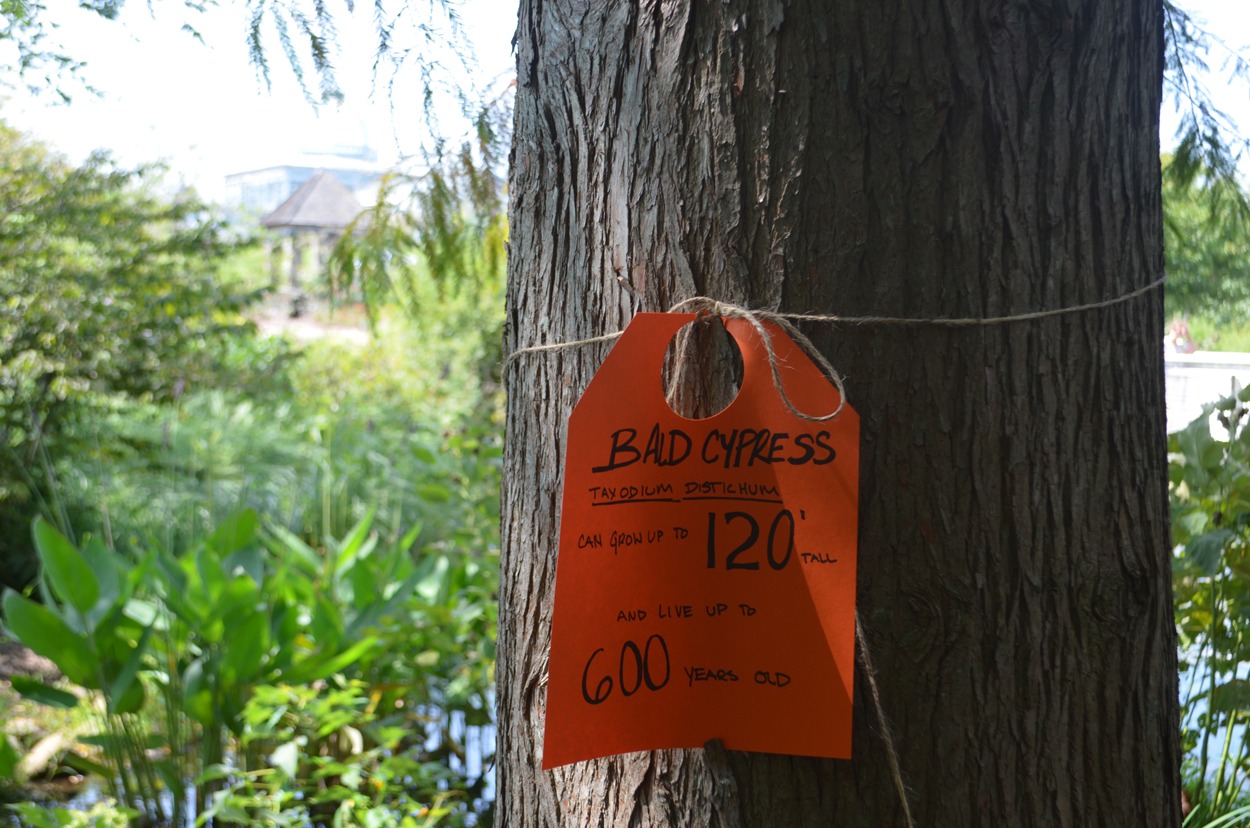 BALD CYPRESS
TAXODIUM DISTICHUM
CAN GROW UP TO 120' TALL
AND LIVE UP TO
600 YEARS OLD